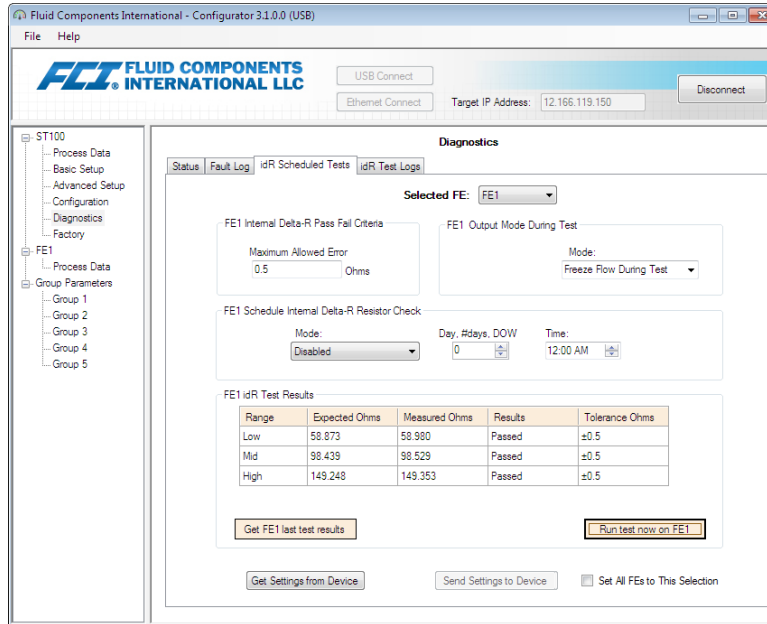 Fluid Components International - Configurator 3.1.0.0 (USB)
File Help
FCI. FLUID COMPONENTS
INTERNATIONAL LLC
USB Connect
Ethernet Connect Target IP Address: 12.166.119.150
Disconnect
ST100
Process Data
Basic Setup
Advanced Setup
Configuration
Diagnostics
Factory
FE1
Process Data
Group Parameters
Group 1
Group 2
Group 3
Group 4
Group 5
Diagnostics
Status Fault Log idR Scheduled Tests idR Test Logs
Selected FE: FE1
FE1 Internal Delta-R Pass Fail Criteria
Maximum Allowed Error
0.5 Ohms
FE1 Output Mode During Test
Mode:
Freeze Flow During Test
FE1 Schedule Internal Delta-R Resistor Check
Mode: Day, #days, DOW Time:
Disabled 0 12:00 AM
FE1 idR Test Results
Range Expected Ohms Measured Ohms Results Tolerance Ohms
Low 58.873 58.980 Passed ±0.5
Mid 98.439 98.529 Passed ±0.5
High 149.248 149.353 Passed ±0.5
Get FE1 last test results Run test now on FE1
Get Settings from Device Send Settings to Device Set All FEs to This Selection